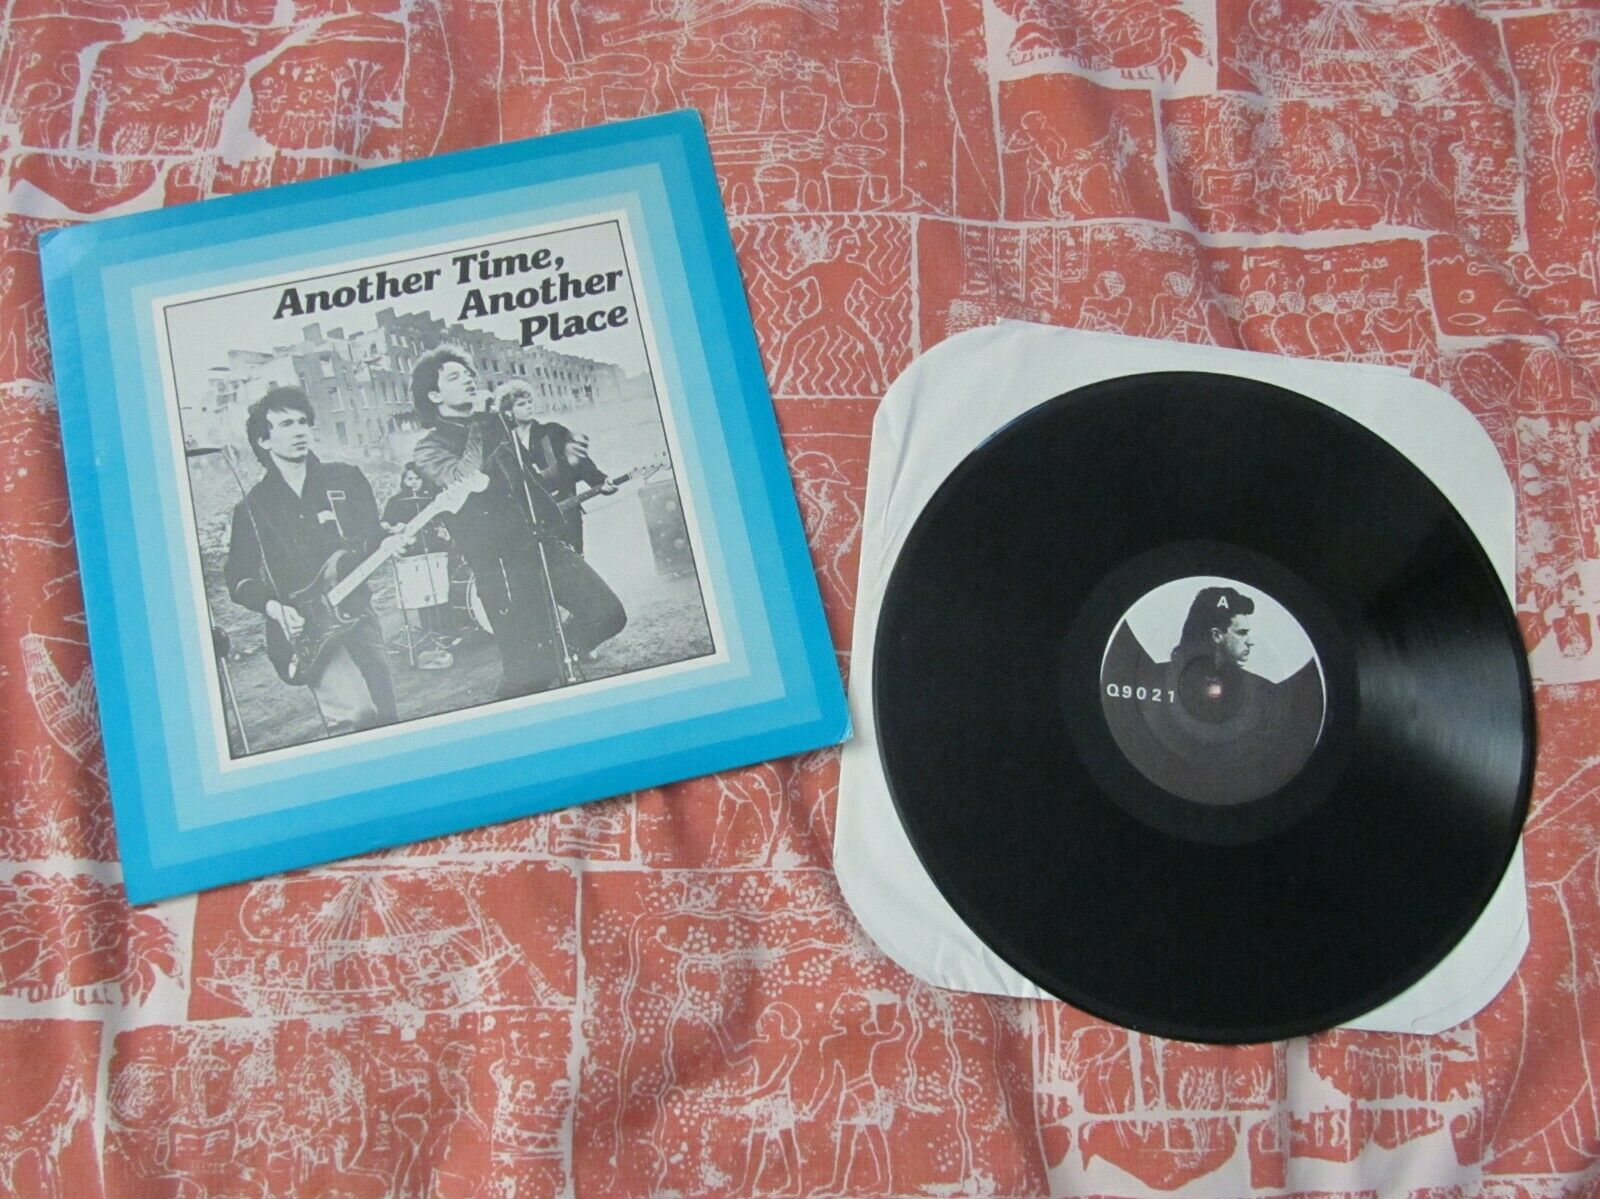 Another Time,
Another
Place
A
Q9021